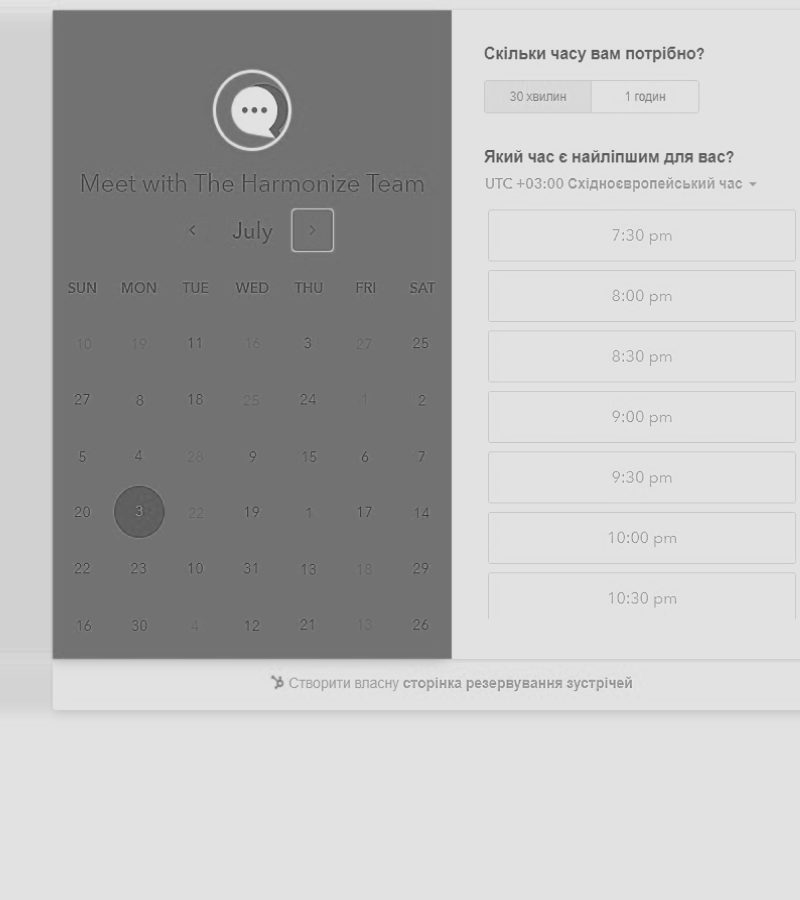 Meet with The Harmonize Team
July
SUN MON TUE WED THU FRI SAT
10 19 11 16 3 27 25
27 8 18 25 24 1 2
5 4 28 9 15 6 7
20 3 22 19 1 17 14
22 23 10 31 13 18 29
16 30 4 12 21 13 26
Скільки часу вам потрібно?
30 хвилин 1 годин
Який час є найліпшим для вас?
UTC +03:00 Східноєвропейський час
7:30 pm
8:00 pm
8:30 pm
9:00 pm
9:30 pm
10:00 pm
10:30 pm
Створити власну сторінка резервування зустрічей